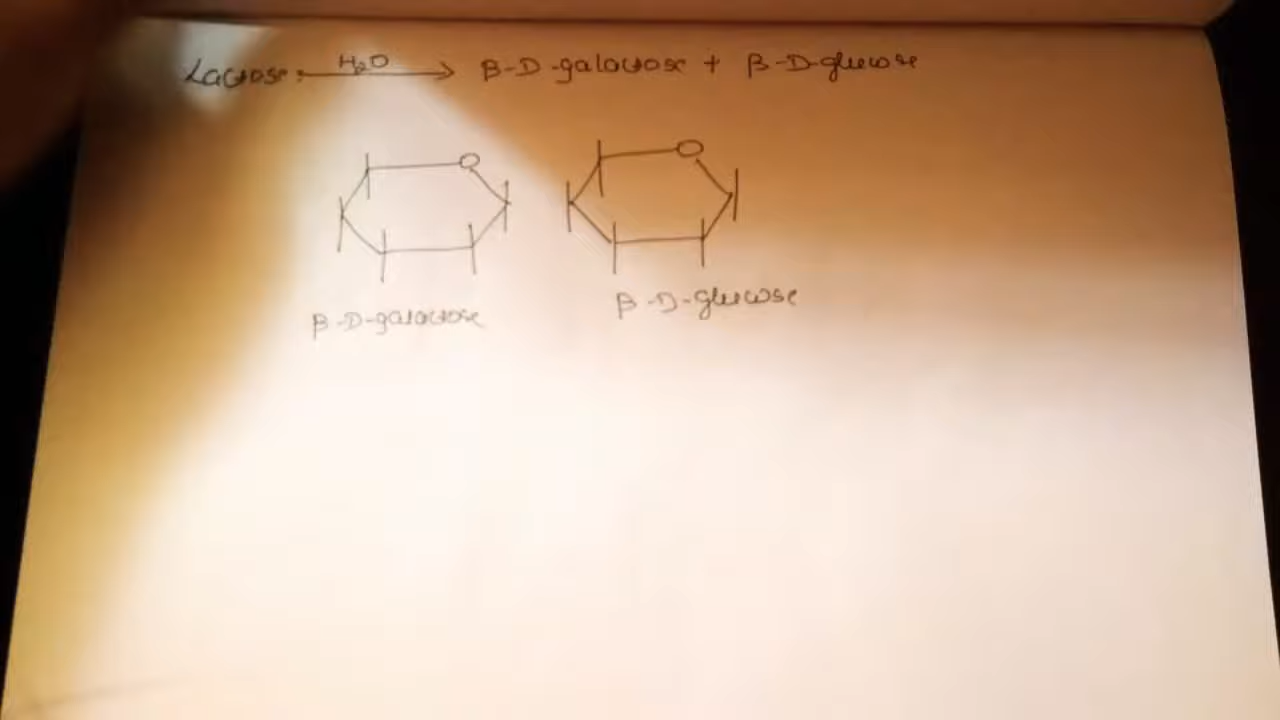 Lactose: H₂O → β-D-galactose + β-D-glucose
O O
β-D-galactose β-D-glucose